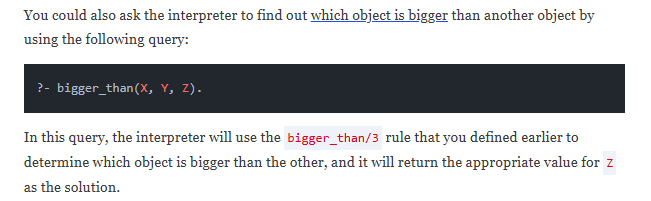 You could also ask the interpreter to find out which object is bigger than another object by
using the following query:
?- bigger_than(X, Y, Z).
In this query, the interpreter will use the bigger_than/3 rule that you defined earlier to
determine which object is bigger than the other, and it will return the appropriate value for Z
as the solution.